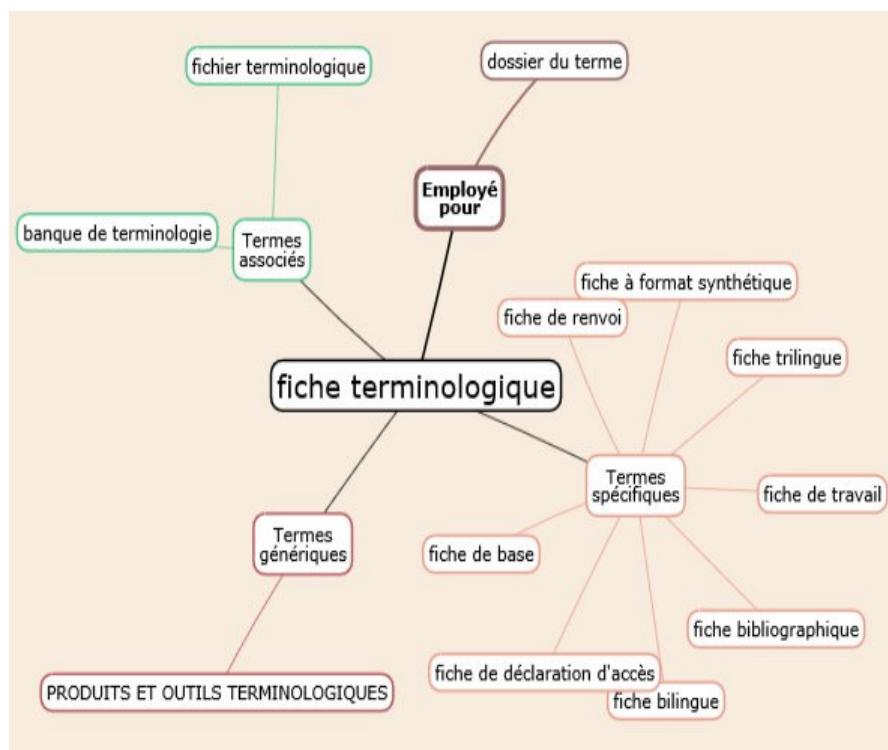 fichier terminologique
dossier du terme
Employé
pour
banque de terminologie
Termes
associés
fiche à format synthétique
fiche de renvoi
fiche trilingue
fiche terminologique
Termes
spécifiques
fiche de travail
Termes
génériques
fiche de base
fiche bibliographique
fiche de déclaration d'accès
fiche bilingue
PRODUITS ET OUTILS TERMINOLOGIQUES